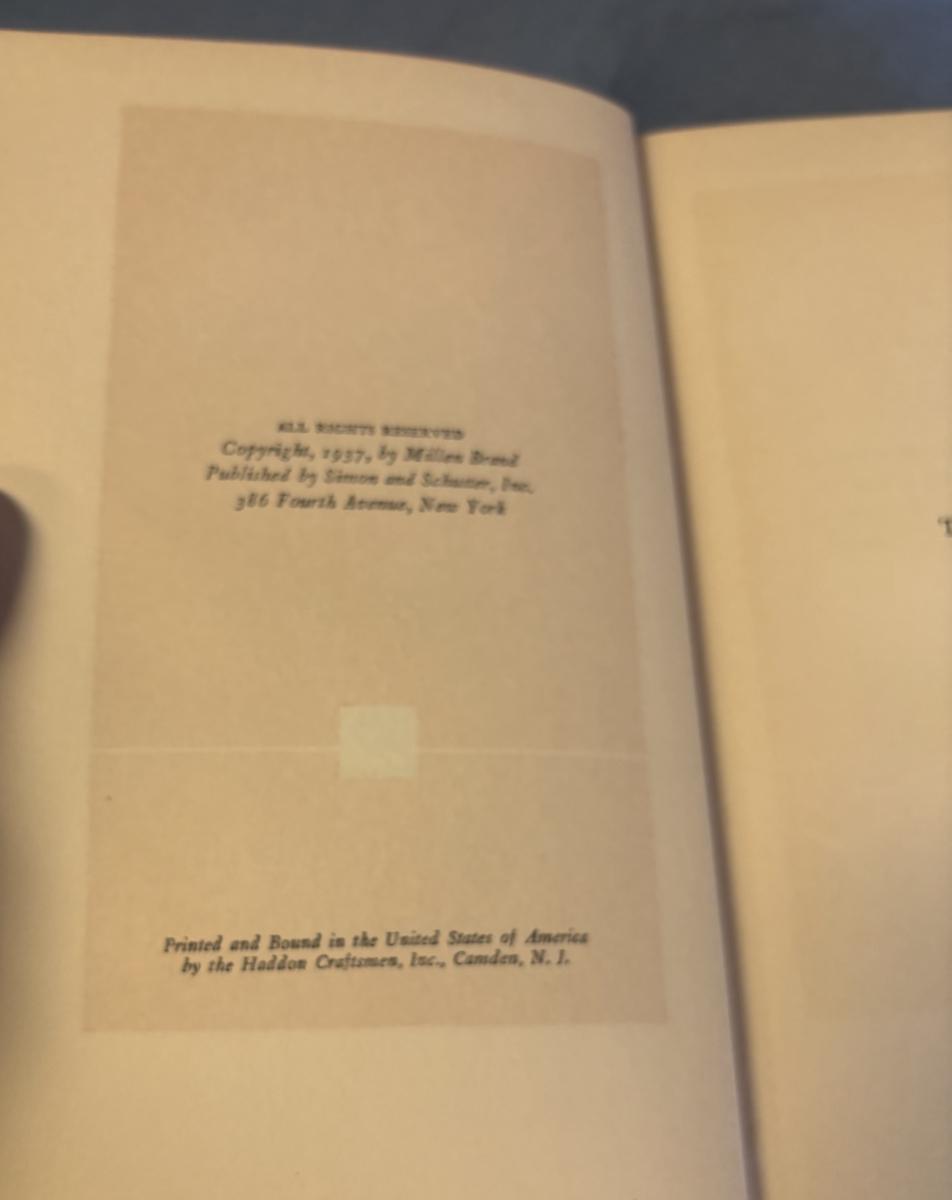 ALL RIGHTS RESERVED
Copyright, 1937, by Millen Brand
Published by Simon and Schuster, Inc.
386 Fourth Avenue, New York
Printed and Bound in the United States of America
by the Haddon Craftsmen, Inc., Camden, N. J.